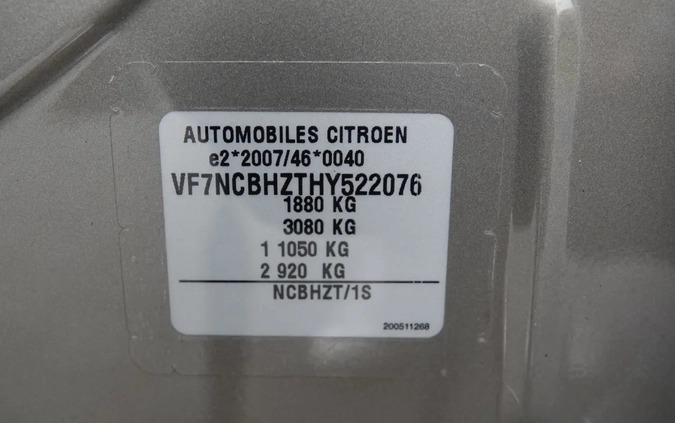 AUTOMOBILES CITROEN
e2*2007/46*0040
VF7NCBHZTHY522076
1880 KG
3080 KG
1 1050 KG
2 920 KG
NCBHZT/1S
200511268